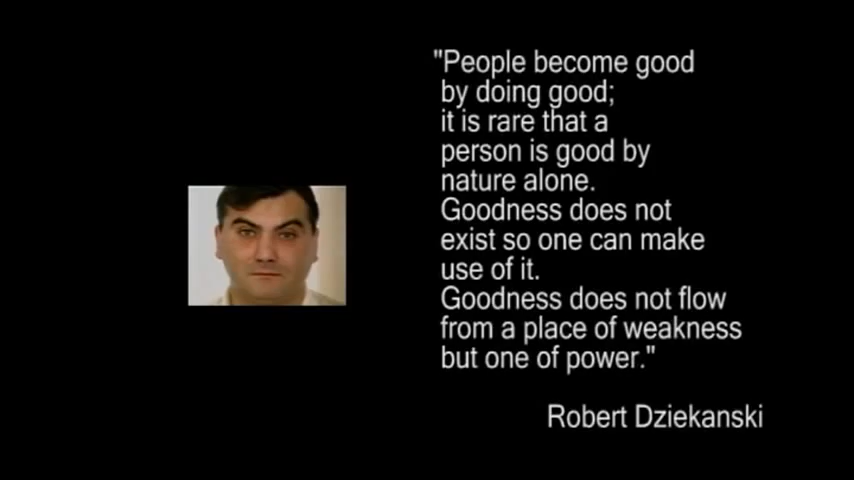 "People become good
by doing good;
it is rare that a
person is good by
nature alone.
Goodness does not
exist so one can make
use of it.
Goodness does not flow
from a place of weakness
but one of power."
Robert Dziekanski